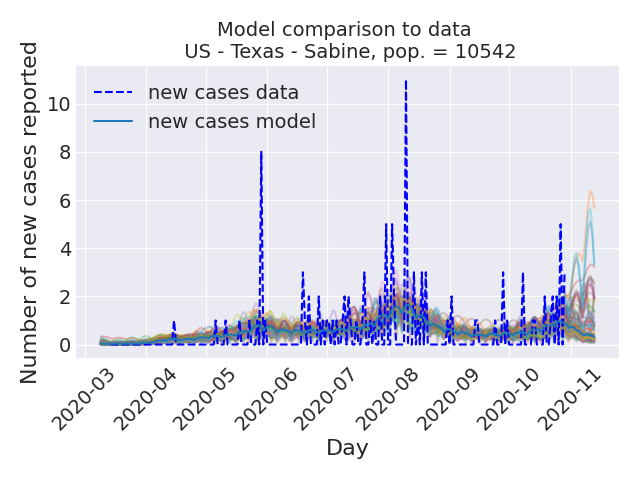 Model comparison to data
US - Texas - Sabine, pop. = 10542
Number of new cases reported
new cases data
new cases model
10
8
6
4
2
0
2020-03
2020-04
2020-05
2020-06
2020-07
2020-08
2020-09
2020-10
2020-11
Day